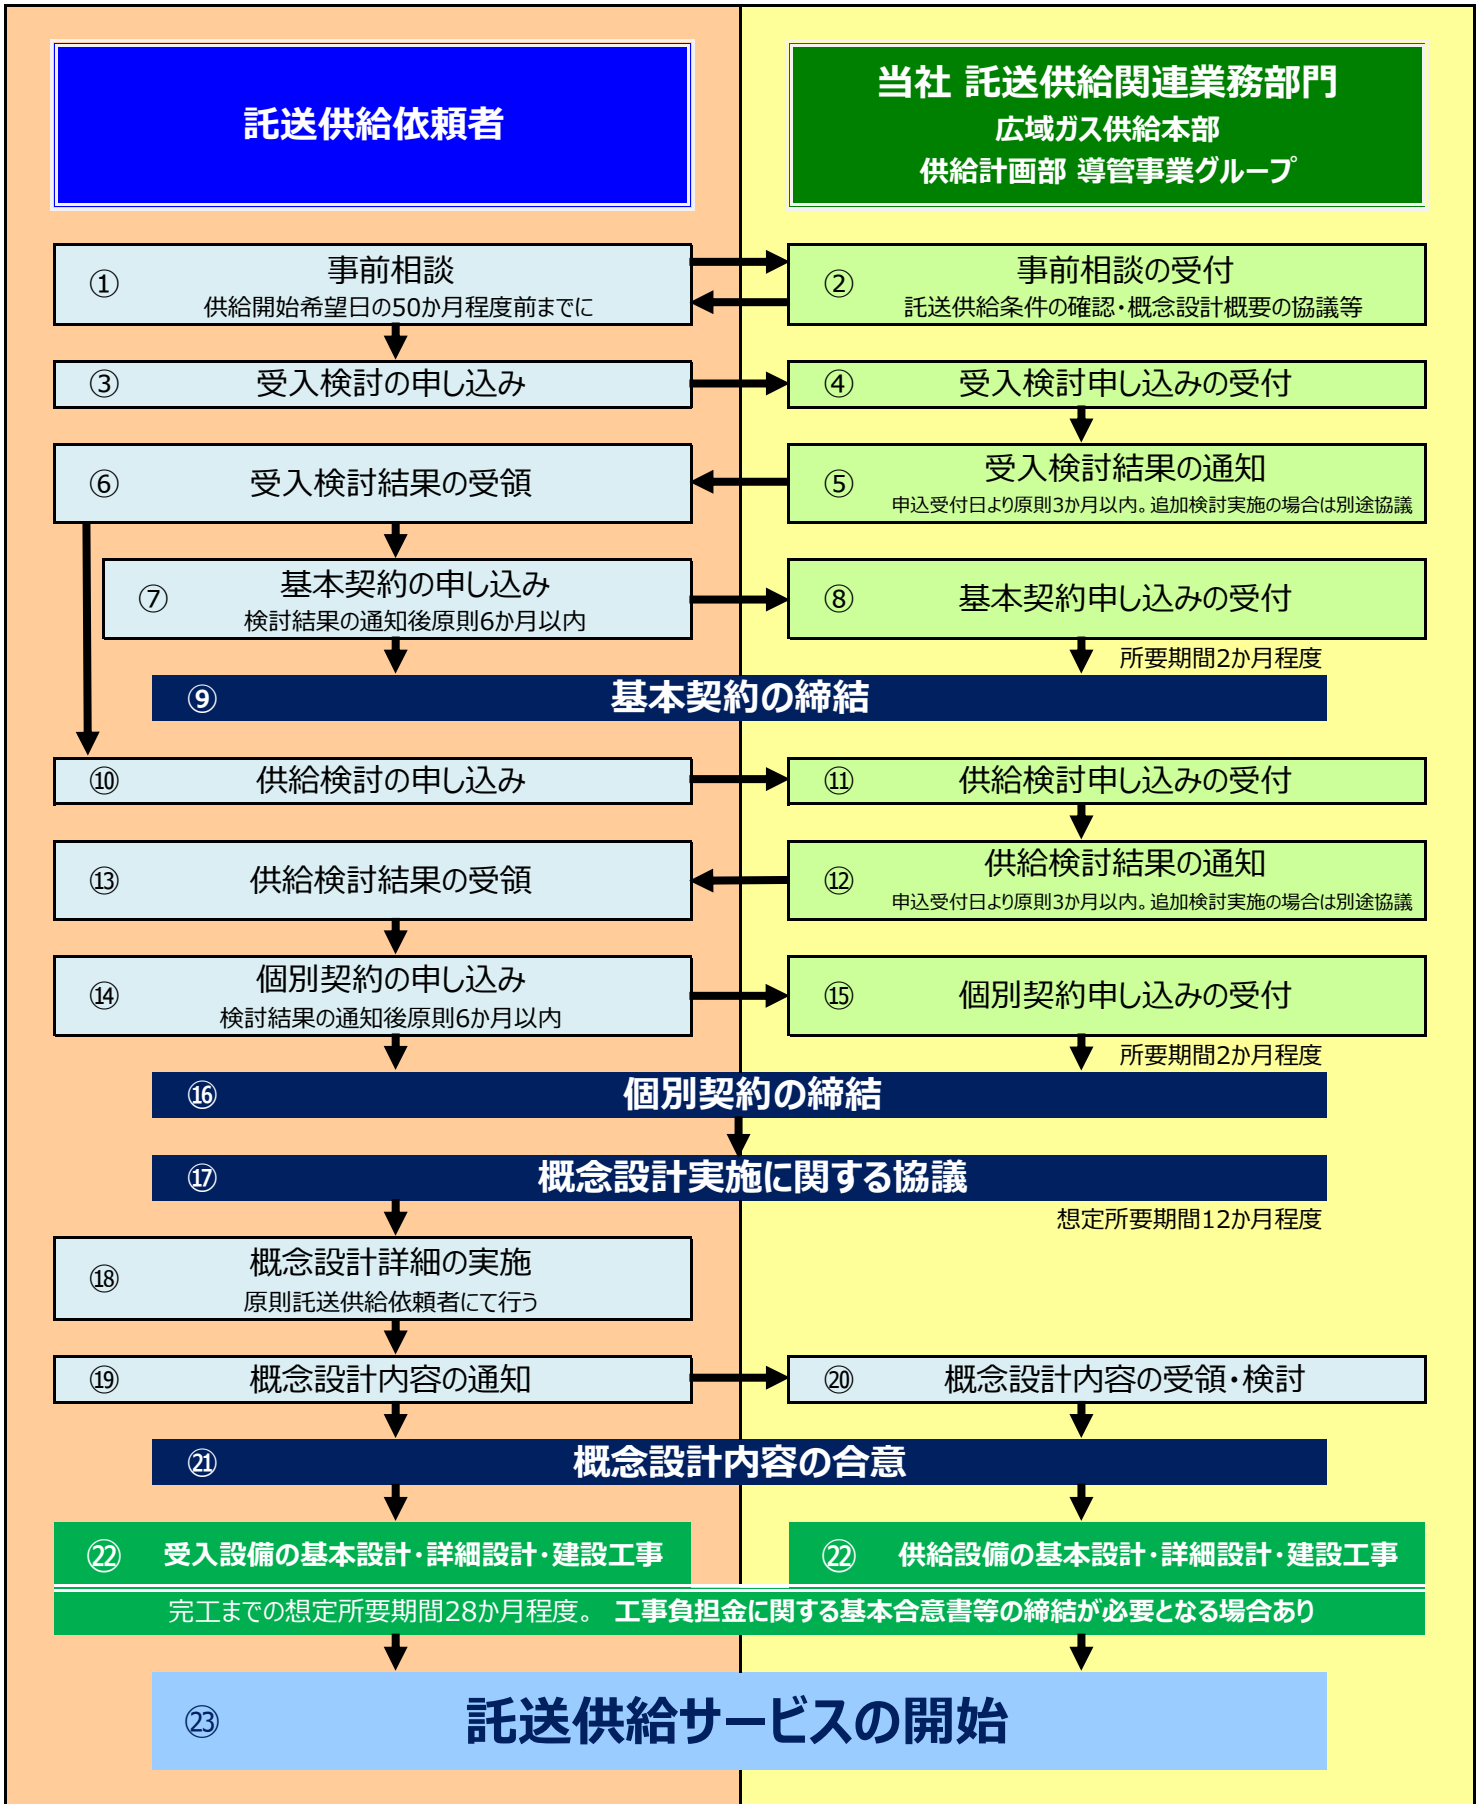 託送供給依頼者
当社 託送供給関連業務部門
広域ガス供給本部
供給計画部 導管事業グループ
① 事前相談
供給開始希望日の50か月程度前までに
② 事前相談の受付
託送供給条件の確認・概念設計概要の協議等
③ 受入検討の申し込み
④ 受入検討申し込みの受付
⑥ 受入検討結果の受領
⑤ 受入検討結果の通知
申込受付日より原則3か月以内。追加検討実施の場合は別途協議
⑦ 基本契約の申し込み
検討結果の通知後原則6か月以内
⑧ 基本契約申し込みの受付
所要期間2か月程度
⑨ 基本契約の締結
⑩ 供給検討の申し込み
⑪ 供給検討申し込みの受付
⑬ 供給検討結果の受領
⑫ 供給検討結果の通知
申込受付日より原則3か月以内。追加検討実施の場合は別途協議
⑭ 個別契約の申し込み
検討結果の通知後原則6か月以内
⑮ 個別契約申し込みの受付
所要期間2か月程度
⑯ 個別契約の締結
⑰ 概念設計実施に関する協議
想定所要期間12か月程度
⑱ 概念設計詳細の実施
原則託送供給依頼者にて行う
⑲ 概念設計内容の通知
⑳ 概念設計内容の受領・検討
㉑ 概念設計内容の合意
㉒ 受入設備の基本設計・詳細設計・建設工事
㉒ 供給設備の基本設計・詳細設計・建設工事
完工までの想定所要期間28か月程度。 工事負担金に関する基本合意書等の締結が必要となる場合あり
㉓ 託送供給サービスの開始